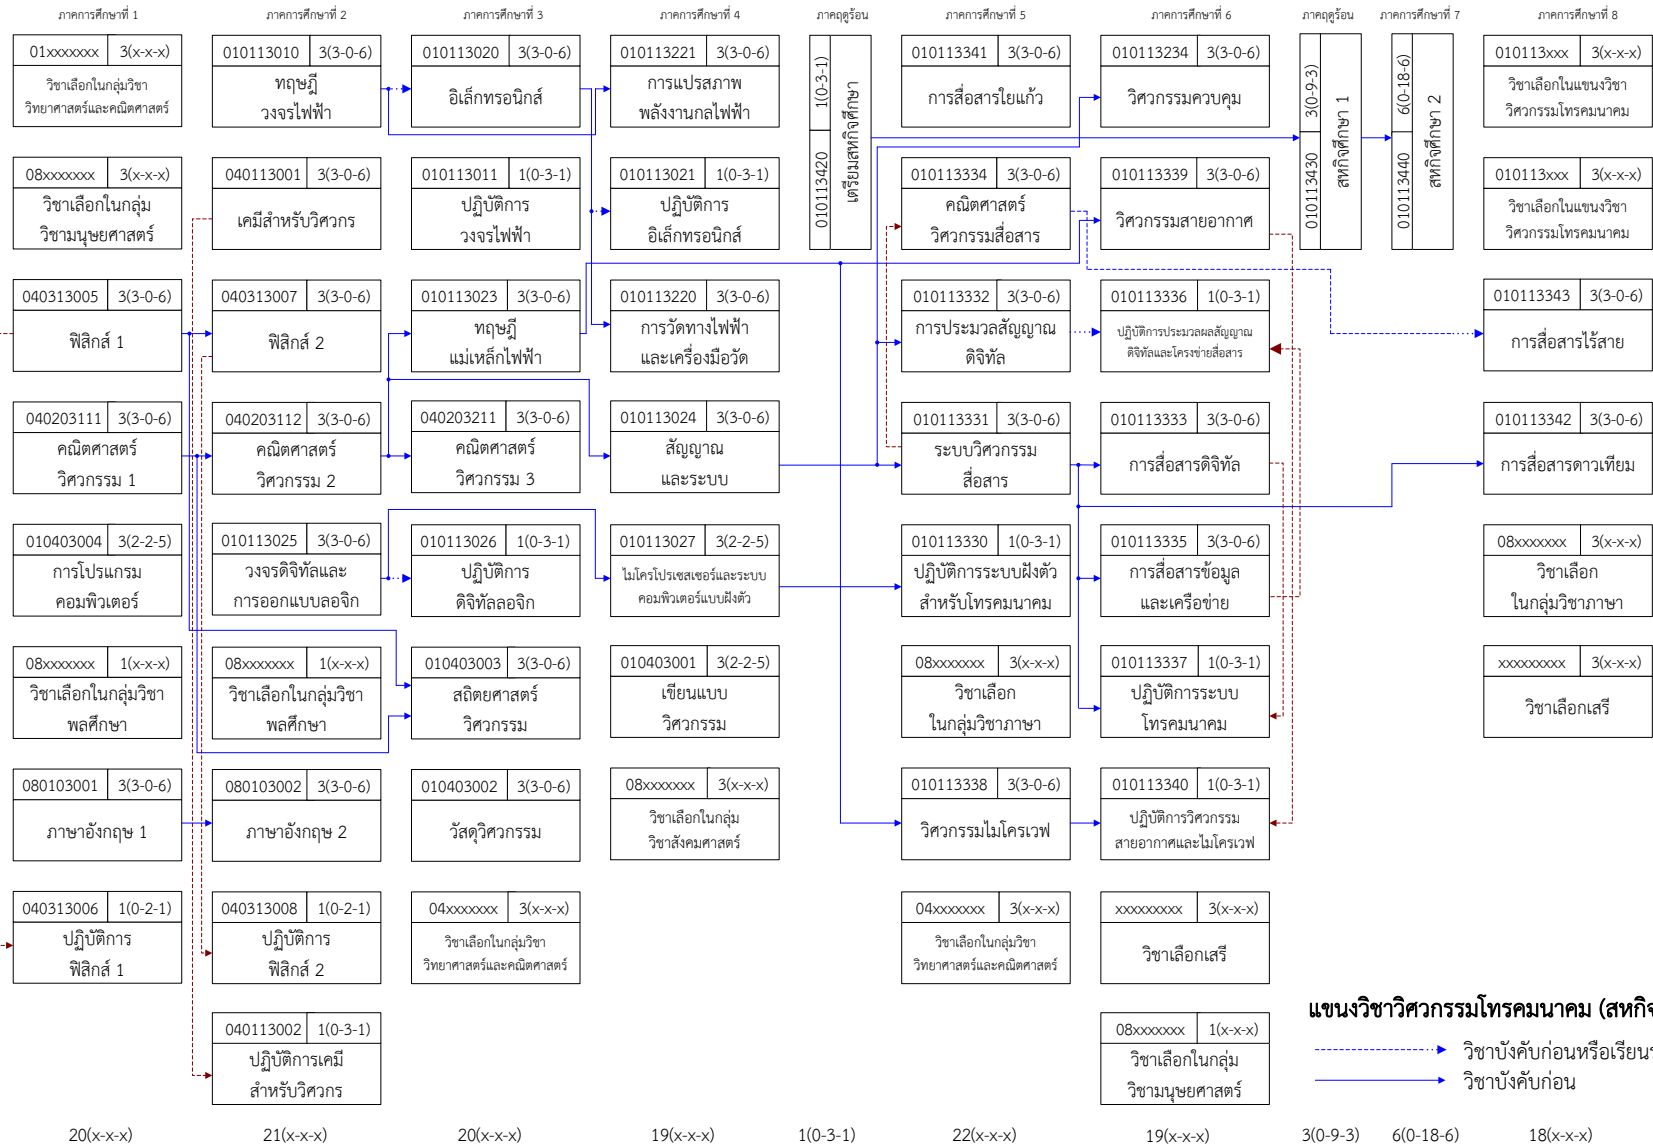 ภาคการศึกษาที่ 1
01xxxxxxx 3(x-x-x)
วิชาเลือกในกลุ่มวิชา
วิทยาศาสตร์และคณิตศาสตร์
08xxxxxxx 3(x-x-x)
วิชาเลือกในกลุ่ม
วิชามนุษยศาสตร์
040313005 3(3-0-6)
ฟิสิกส์ 1
040203111 3(3-0-6)
คณิตศาสตร์
วิศวกรรม 1
010403004 3(2-2-5)
การโปรแกรม
คอมพิวเตอร์
08xxxxxxx 1(x-x-x)
วิชาเลือกในกลุ่มวิชา
พลศึกษา
080103001 3(3-0-6)
ภาษาอังกฤษ 1
040313006 1(0-2-1)
ปฏิบัติการ
ฟิสิกส์ 1
20(x-x-x)
ภาคการศึกษาที่ 2
010113010 3(3-0-6)
ทฤษฎี
วงจรไฟฟ้า
040113001 3(3-0-6)
เคมีสำหรับวิศวกร
040313007 3(3-0-6)
ฟิสิกส์ 2
040203112 3(3-0-6)
คณิตศาสตร์
วิศวกรรม 2
010113025 3(3-0-6)
วงจรดิจิทัลและ
การออกแบบลอจิก
08xxxxxxx 1(x-x-x)
วิชาเลือกในกลุ่มวิชา
พลศึกษา
080103002 3(3-0-6)
ภาษาอังกฤษ 2
040313008 1(0-2-1)
ปฏิบัติการ
ฟิสิกส์ 2
040113002 1(0-3-1)
ปฏิบัติการเคมี
สำหรับวิศวกร
21(x-x-x)
ภาคการศึกษาที่ 3
010113020 3(3-0-6)
อิเล็กทรอนิกส์
010113011 1(0-3-1)
ปฏิบัติการ
วงจรไฟฟ้า
010113023 3(3-0-6)
ทฤษฎี
แม่เหล็กไฟฟ้า
040203211 3(3-0-6)
คณิตศาสตร์
วิศวกรรม 3
010113026 1(0-3-1)
ปฏิบัติการ
ดิจิทัลลอจิก
010403003 3(3-0-6)
สถิตยศาสตร์
วิศวกรรม
010403002 3(3-0-6)
วัสดุวิศวกรรม
04xxxxxxx 3(x-x-x)
วิชาเลือกในกลุ่มวิชา
วิทยาศาสตร์และคณิตศาสตร์
20(x-x-x)
ภาคการศึกษาที่ 4
010113221 3(3-0-6)
การแปรสภาพ
พลังงานกลไฟฟ้า
010113021 1(0-3-1)
ปฏิบัติการ
อิเล็กทรอนิกส์
010113220 3(3-0-6)
การวัดทางไฟฟ้า
และเครื่องมือวัด
010113024 3(3-0-6)
สัญญาณ
และระบบ
010113027 3(2-2-5)
ไมโครโปรเซสเซอร์และระบบ
คอมพิวเตอร์แบบฝังตัว
010403001 3(2-2-5)
เขียนแบบ
วิศวกรรม
08xxxxxxx 3(x-x-x)
วิชาเลือกในกลุ่ม
วิชาสังคมศาสตร์
19(x-x-x)
ภาคฤดูร้อน
010113420 1(0-3-1)
เตรียมสหกิจศึกษา
1(0-3-1)
ภาคการศึกษาที่ 5
010113341 3(3-0-6)
การสื่อสารใยแก้ว
010113334 3(3-0-6)
คณิตศาสตร์
วิศวกรรมสื่อสาร
010113332 3(3-0-6)
การประมวลสัญญาณ
ดิจิทัล
010113331 3(3-0-6)
ระบบวิศวกรรม
สื่อสาร
010113330 1(0-3-1)
ปฏิบัติการระบบฝังตัว
สำหรับโทรคมนาคม
08xxxxxxx 3(x-x-x)
วิชาเลือก
ในกลุ่มวิชาภาษา
010113338 3(3-0-6)
วิศวกรรมไมโครเวฟ
04xxxxxxx 3(x-x-x)
วิชาเลือกในกลุ่มวิชา
วิทยาศาสตร์และคณิตศาสตร์
22(x-x-x)
ภาคการศึกษาที่ 6
010113234 3(3-0-6)
วิศวกรรมควบคุม
010113339 3(3-0-6)
วิศวกรรมสายอากาศ
010113336 1(0-3-1)
ปฏิบัติการประมวลผลสัญญาณ
ดิจิทัลและโครงข่ายสื่อสาร
010113333 3(3-0-6)
การสื่อสารดิจิทัล
010113335 3(3-0-6)
การสื่อสารข้อมูล
และเครือข่าย
010113337 1(0-3-1)
ปฏิบัติการระบบ
โทรคมนาคม
010113340 1(0-3-1)
ปฏิบัติการวิศวกรรม
สายอากาศและไมโครเวฟ
xxxxxxxxx 3(x-x-x)
วิชาเลือกเสรี
08xxxxxxx 1(x-x-x)
วิชาเลือกในกลุ่ม
วิชามนุษยศาสตร์
19(x-x-x)
ภาคฤดูร้อน
010113430 3(0-9-3)
สหกิจศึกษา 1
3(0-9-3)
ภาคการศึกษาที่ 7
010113440 6(0-18-6)
สหกิจศึกษา 2
6(0-18-6)
ภาคการศึกษาที่ 8
010113xxx 3(x-x-x)
วิชาเลือกในแขนงวิชา
วิศวกรรมโทรคมนาคม
010113xxx 3(x-x-x)
วิชาเลือกในแขนงวิชา
วิศวกรรมโทรคมนาคม
010113343 3(3-0-6)
การสื่อสารไร้สาย
010113342 3(3-0-6)
การสื่อสารดาวเทียม
08xxxxxxx 3(x-x-x)
วิชาเลือก
ในกลุ่มวิชาภาษา
xxxxxxxxx 3(x-x-x)
วิชาเลือกเสรี
18(x-x-x)
แขนงวิชาวิศวกรรมโทรคมนาคม (สหกิจ
วิชาบังคับก่อนหรือเรียน
วิชาบังคับก่อน